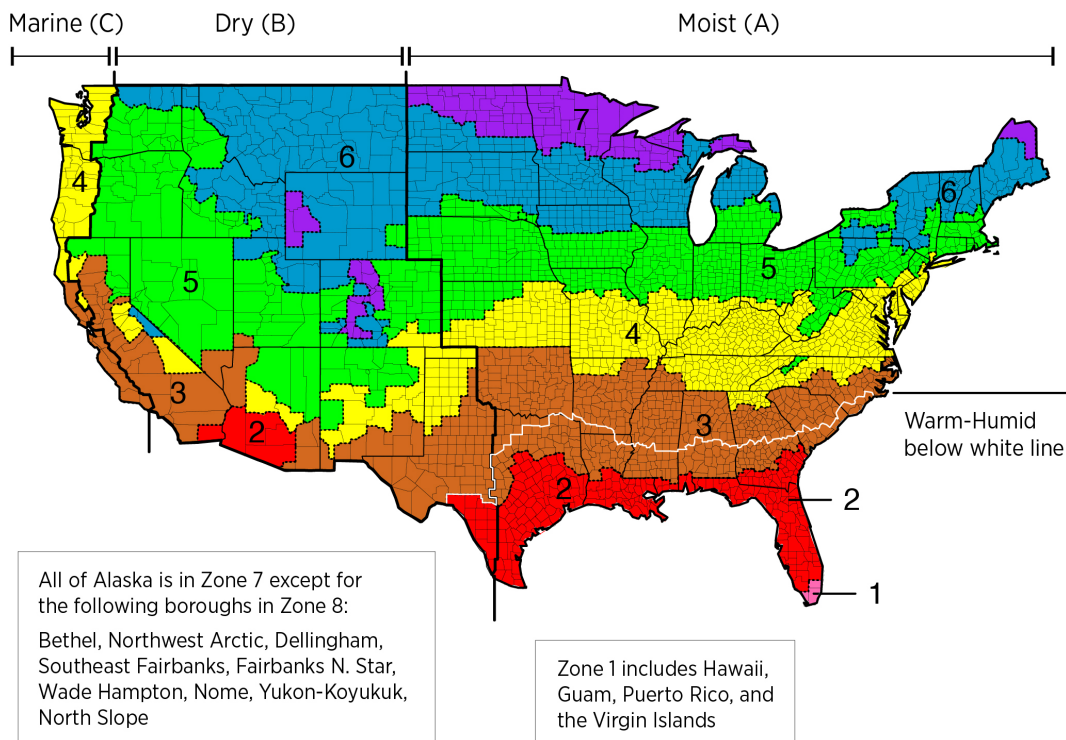 Marine (C)
Dry (B)
Moist (A)
7
6
6
4
6
5
5
4
3
3
2
Warm-Humid
below white line
2
2
1
All of Alaska is in Zone 7 except for
the following boroughs in Zone 8:
Bethel, Northwest Arctic, Dellingham,
Southeast Fairbanks, Fairbanks N. Star,
Wade Hampton, Nome, Yukon-Koyukuk,
North Slope
Zone 1 includes Hawaii,
Guam, Puerto Rico, and
the Virgin Islands